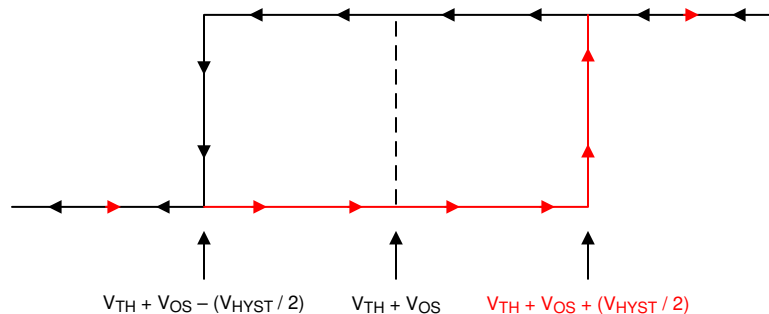 VTH + VOS – (VHYST / 2)
VTH + VOS
VTH + VOS + (VHYST / 2)